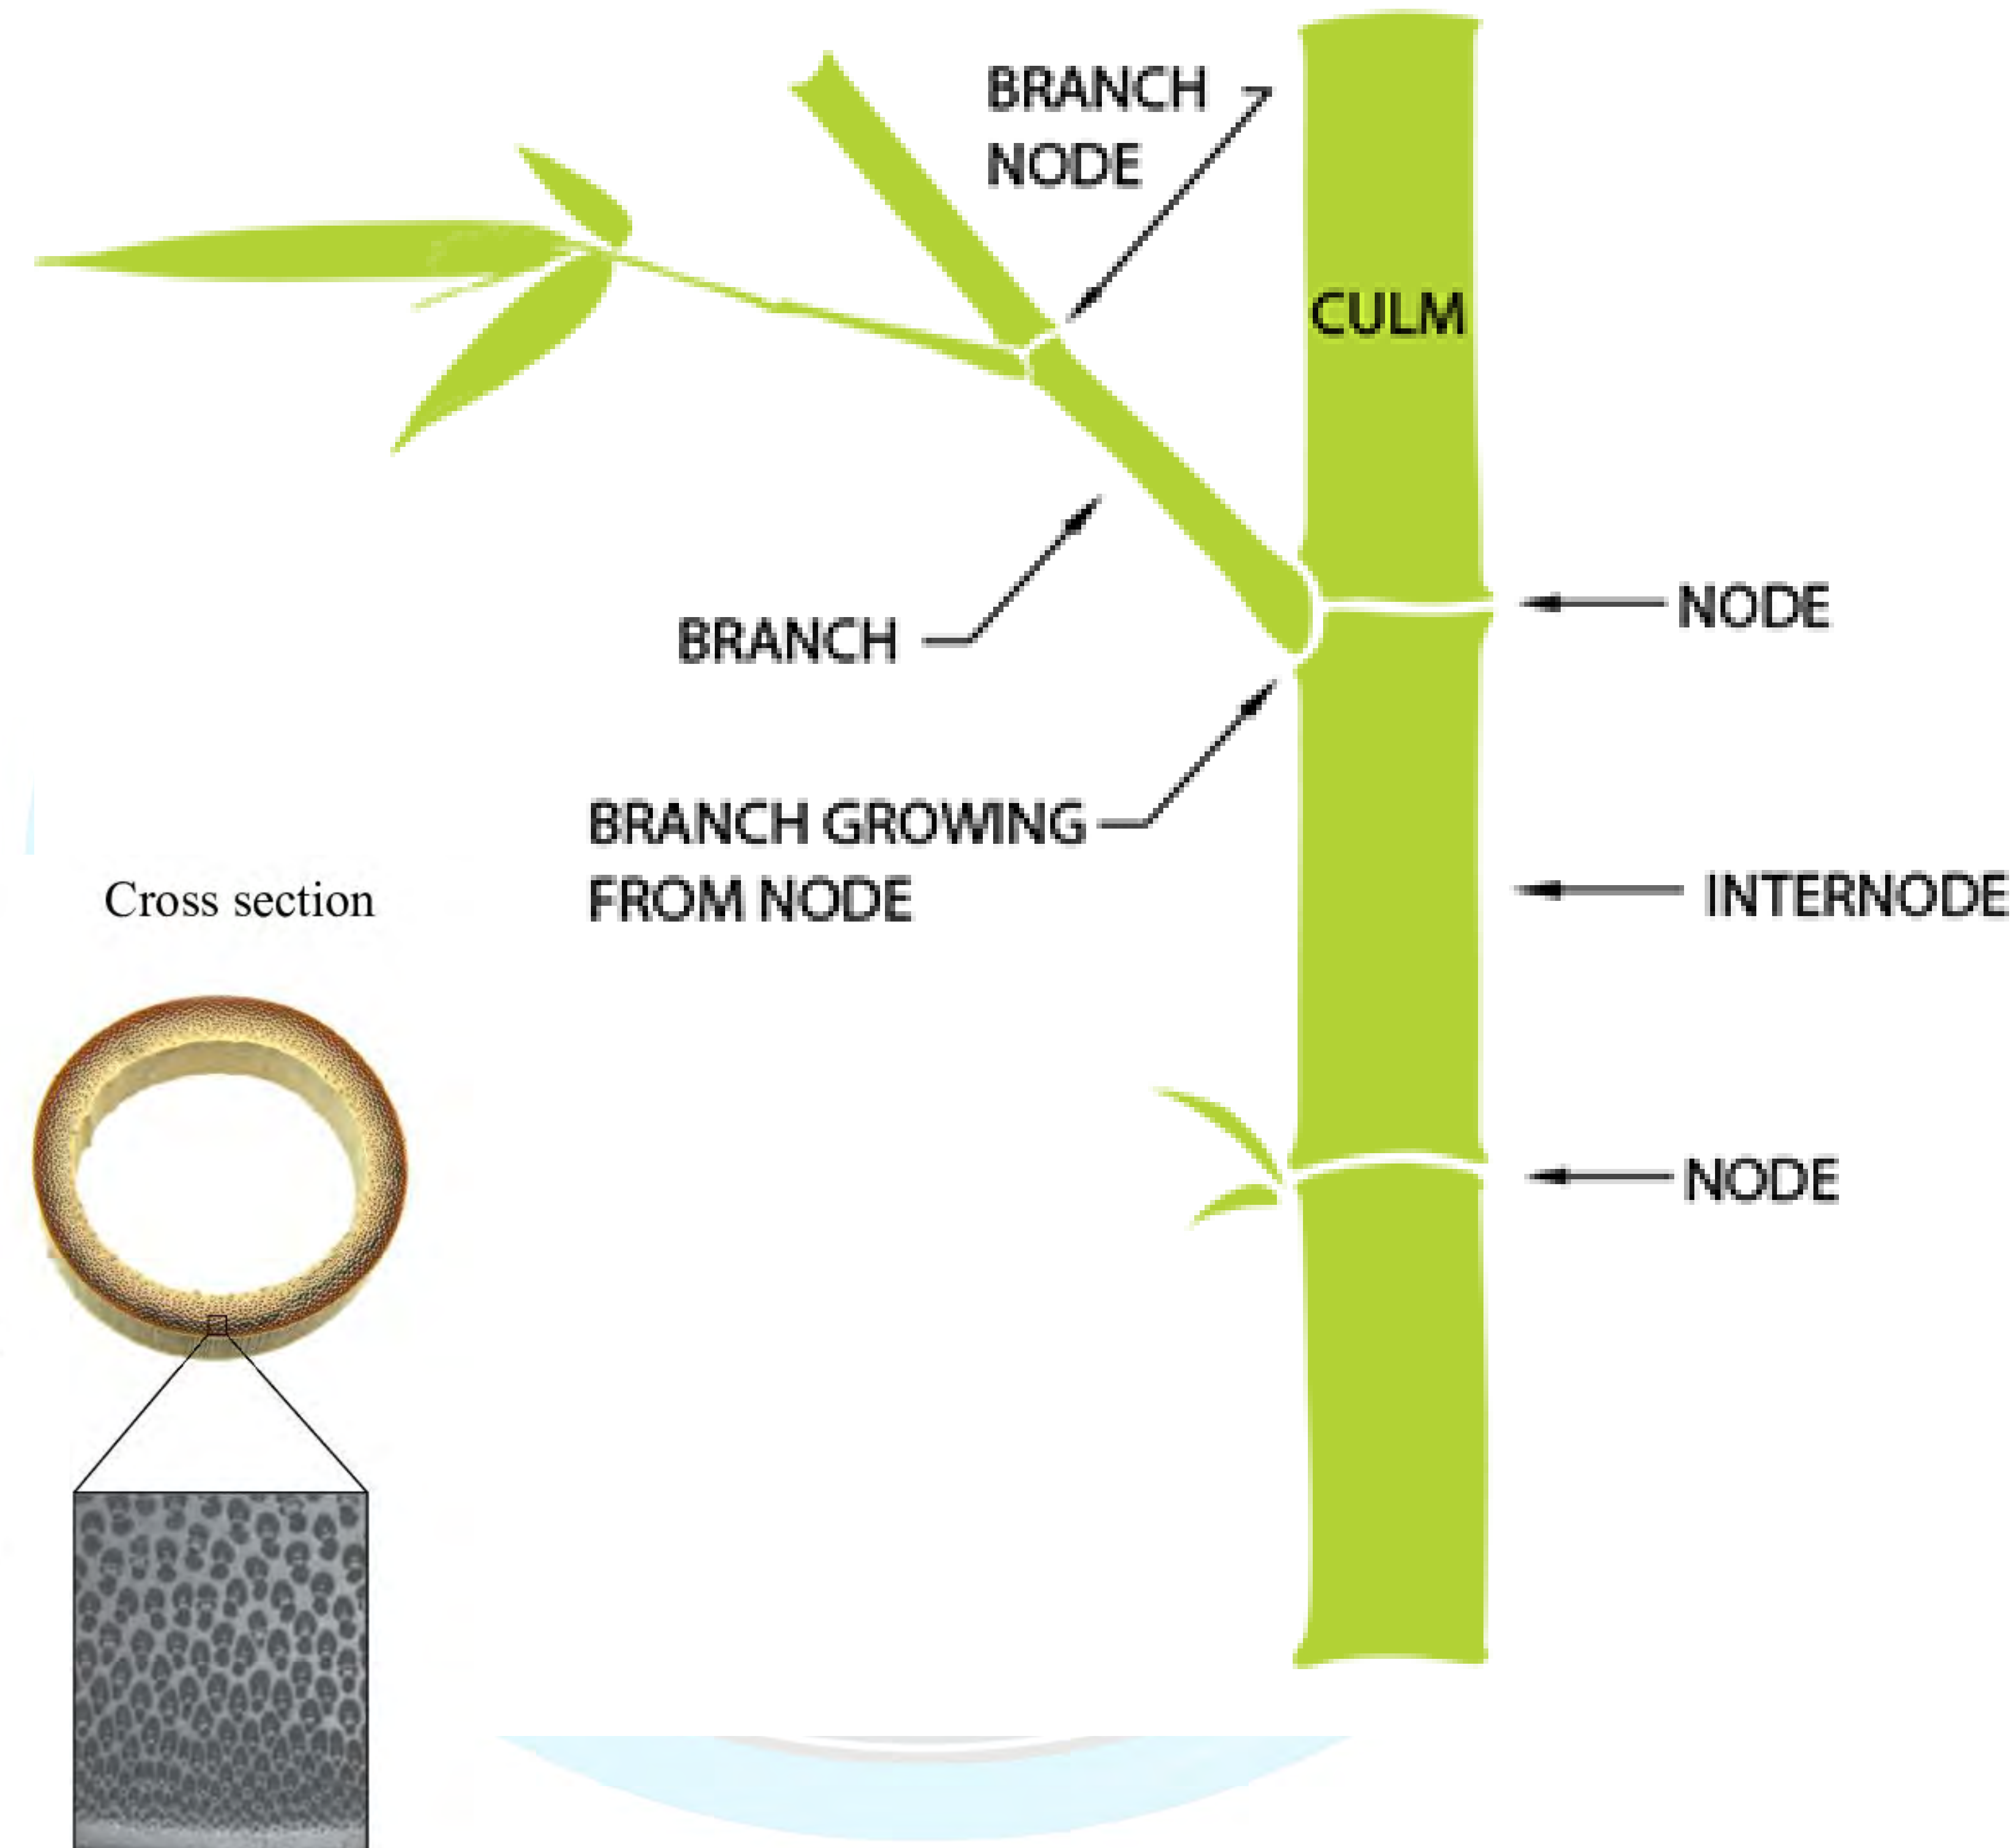 BRANCH
NODE
CULM
NODE
BRANCH
BRANCH GROWING
FROM NODE
INTERNODE
Cross section
NODE